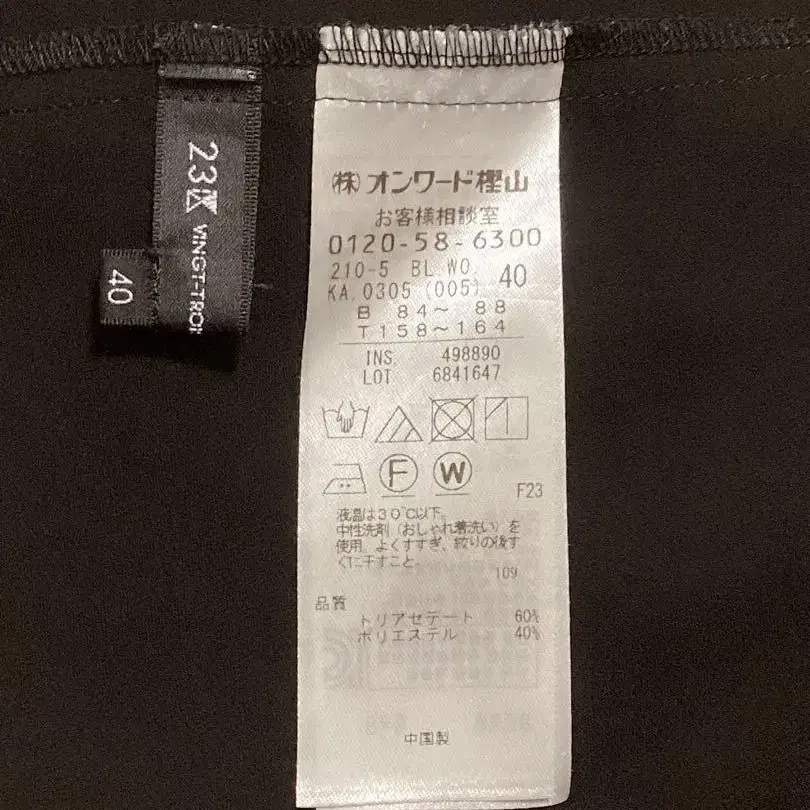 23区
VINGT-TROI
40
㈱オンワード樫山
お客様相談室
0120-58-6300
210-5 BL.WO. 40
KA.0305 (005)
B 84～ 88
T158～164
INS. 498890
LOT 6841647
F
W
F23
液温は30℃以下。
中性洗剤（おしゃれ着洗い）を
使用。よくすすぎ、絞りの後す
ぐに干すこと。
109
品質
トリアセテート 60%
ポリエステル 40%
中国製